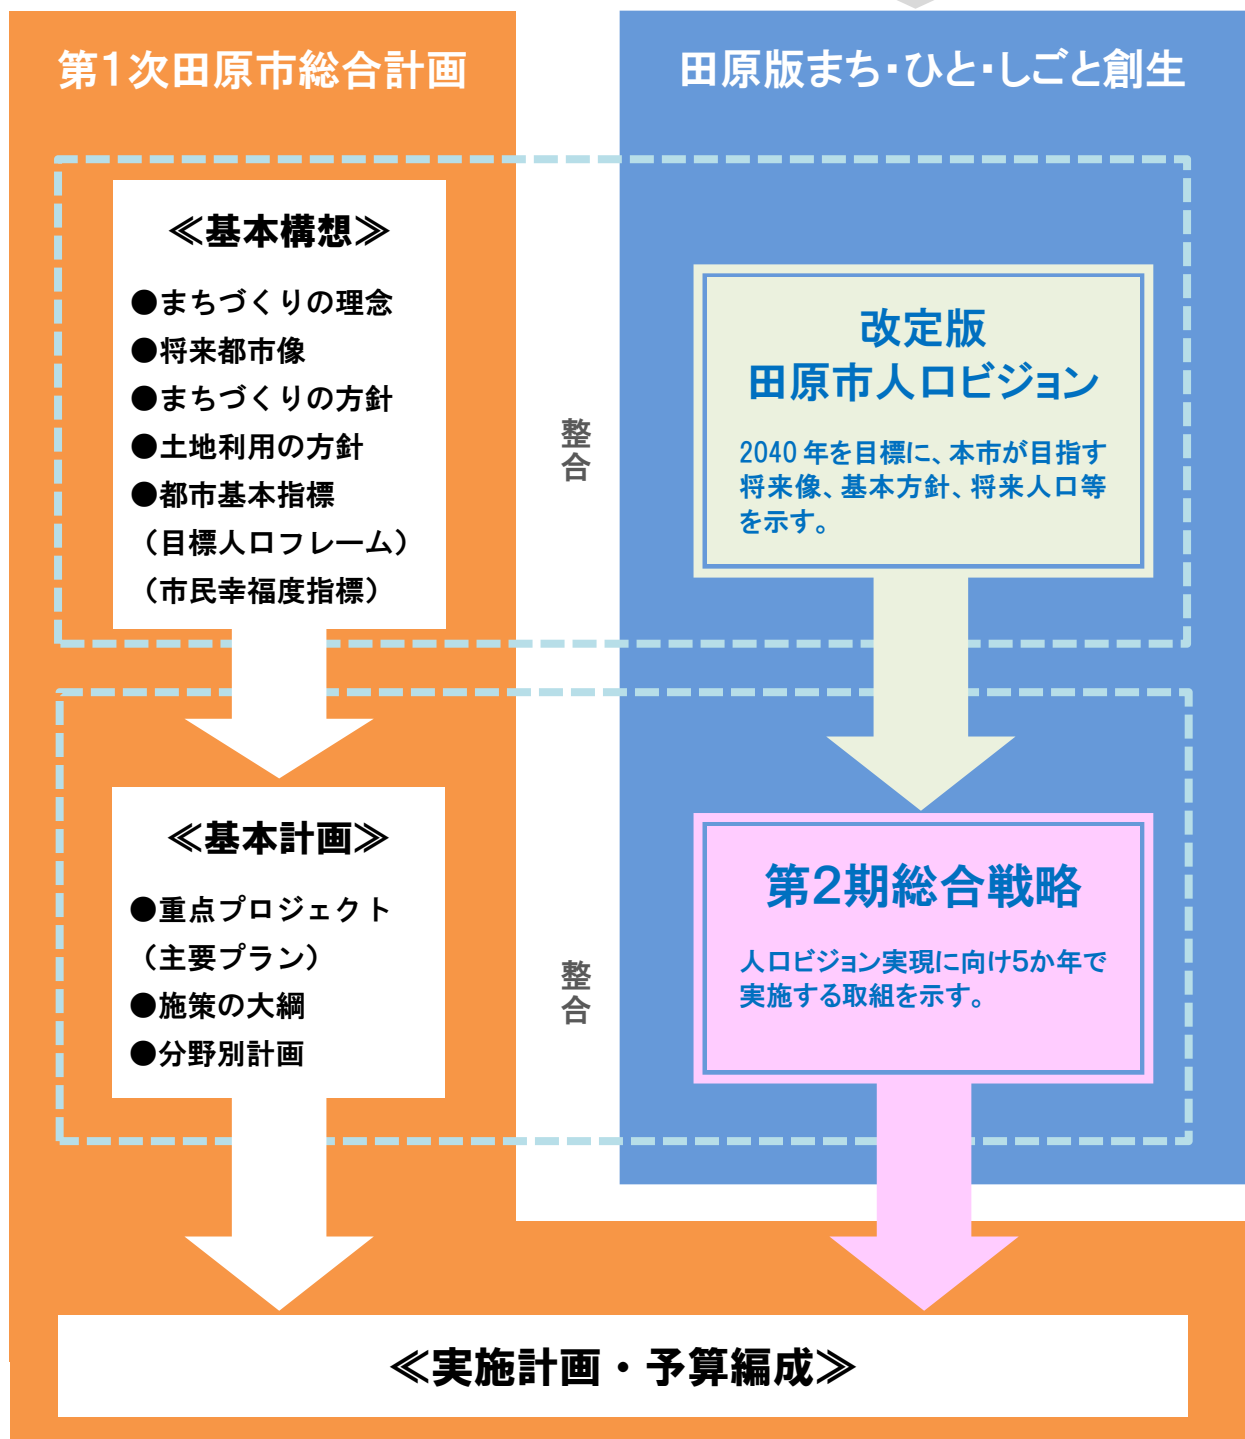 第1次田原市総合計画
≪基本構想≫
●まちづくりの理念
●将来都市像
●まちづくりの方針
●土地利用の方針
●都市基本指標
（目標人口フレーム）
（市民幸福度指標）
整合
田原版まち・ひと・しごと創生
改定版
田原市人口ビジョン
2040年を目標に、本市が目指す
将来像、基本方針、将来人口等
を示す。
≪基本計画≫
●重点プロジェクト
（主要プラン）
●施策の大綱
●分野別計画
整合
第2期総合戦略
人口ビジョン実現に向け5か年で
実施する取組を示す。
≪実施計画・予算編成≫